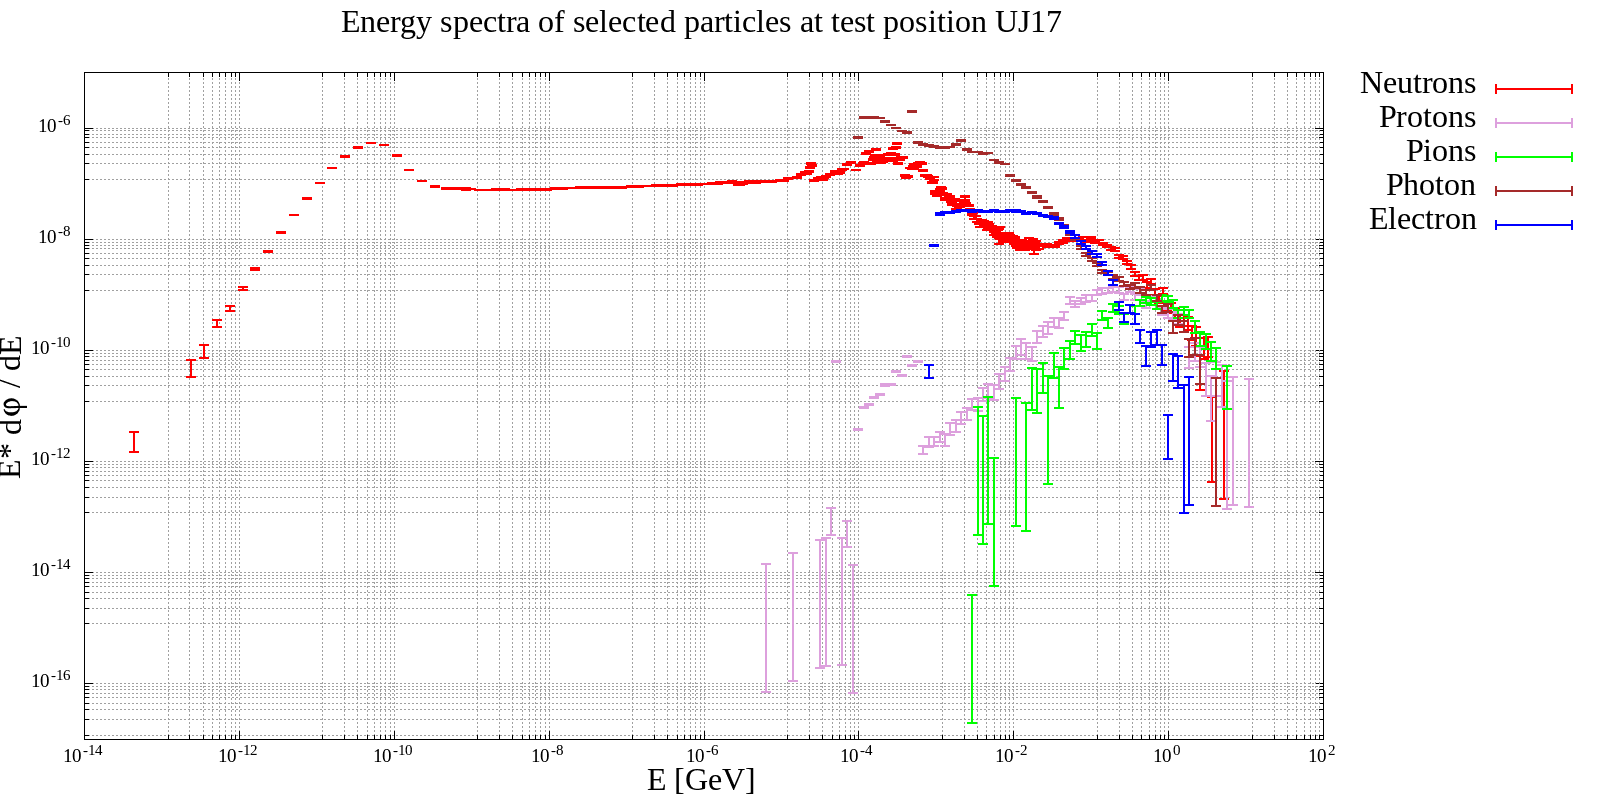 Energy spectra of selected particles at test position UJ17
Neutrons
Protons
Pions
Photon
Electron
E* dφ / dE
10^-6
10^-8
10^-10
10^-12
10^-14
10^-16
10^-14 10^-12 10^-10 10^-8 10^-6 10^-4 10^-2 10^0 10^2
E [GeV]